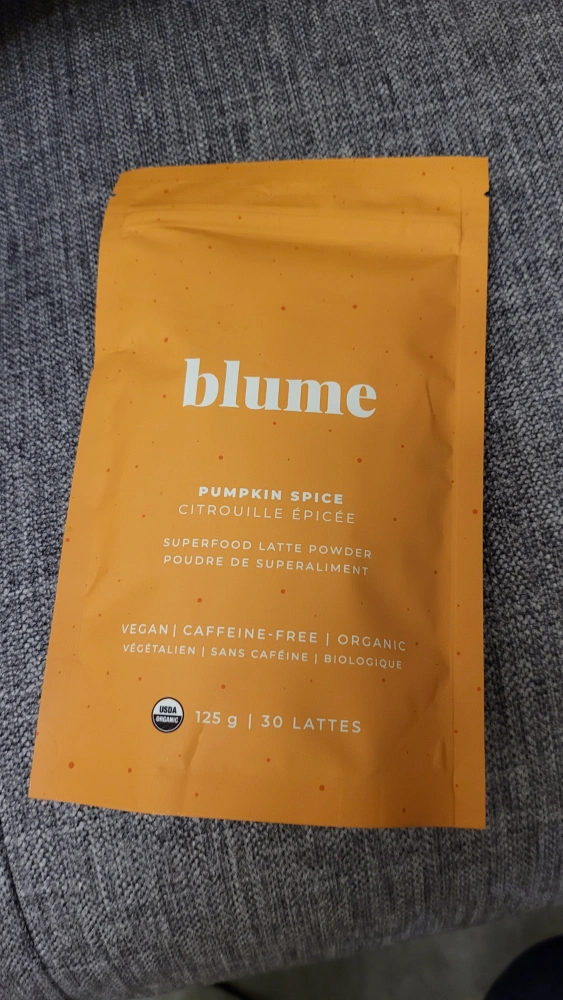 blume
PUMPKIN SPICE
CITROUILLE ÉPICÉE
SUPERFOOD LATTE POWDER
POUDRE DE SUPERALIMENT
VEGAN | CAFFEINE-FREE | ORGANIC
VÉGÉTALIEN | SANS CAFÉINE | BIOLOGIQUE
USDA
ORGANIC
125 g | 30 LATTES